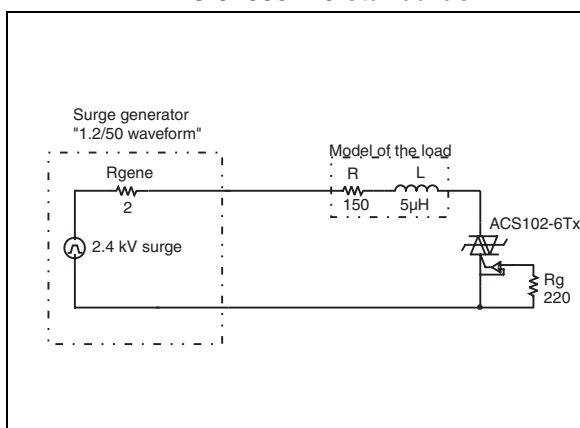 Surge generator
"1.2/50 waveform"
Rgene
2
2.4 kV surge
Model of the load
R
L
150
5µH
ACS102-6Tx
Rg
220